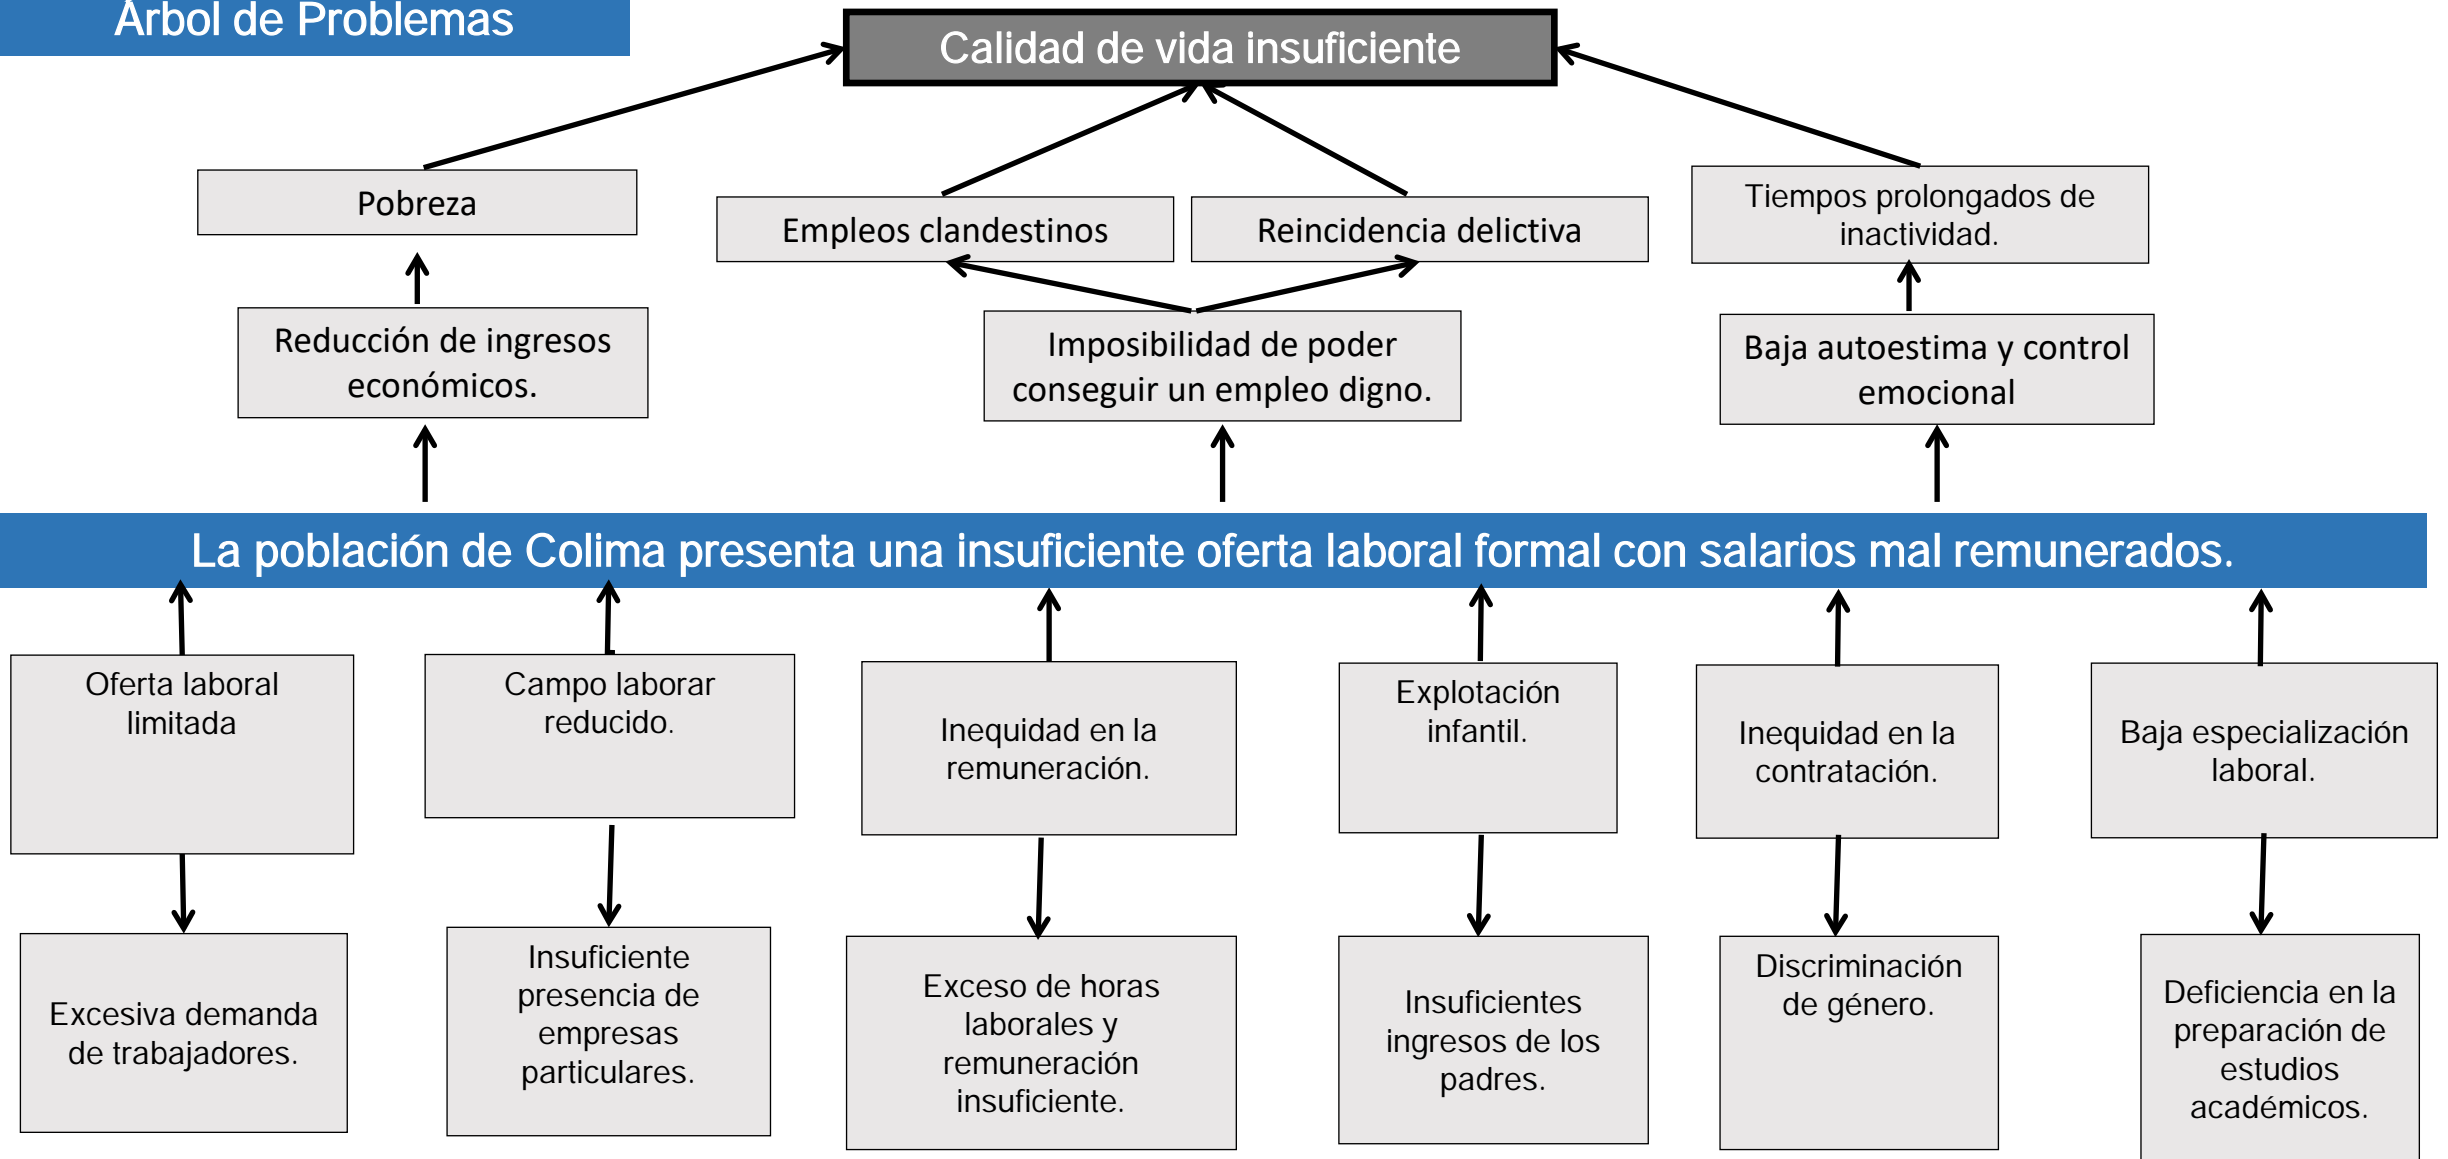 Árbol de Problemas
Calidad de vida insuficiente
Pobreza
Empleos clandestinos
Reincidencia delictiva
Tiempos prolongados de
inactividad.
Reducción de ingresos
económicos.
Imposibilidad de poder
conseguir un empleo digno.
Baja autoestima y control
emocional
La población de Colima presenta una insuficiente oferta laboral formal con salarios mal remunerados.
Oferta laboral
limitada
Campo laborar
reducido.
Inequidad en la
remuneración.
Explotación
infantil.
Inequidad en la
contratación.
Baja especialización
laboral.
Excesiva demanda
de trabajadores.
Insuficiente
presencia de
empresas
particulares.
Exceso de horas
laborales y
remuneración
insuficiente.
Insuficientes
ingresos de los
padres.
Discriminación
de género.
Deficiencia en la
preparación de
estudios
académicos.